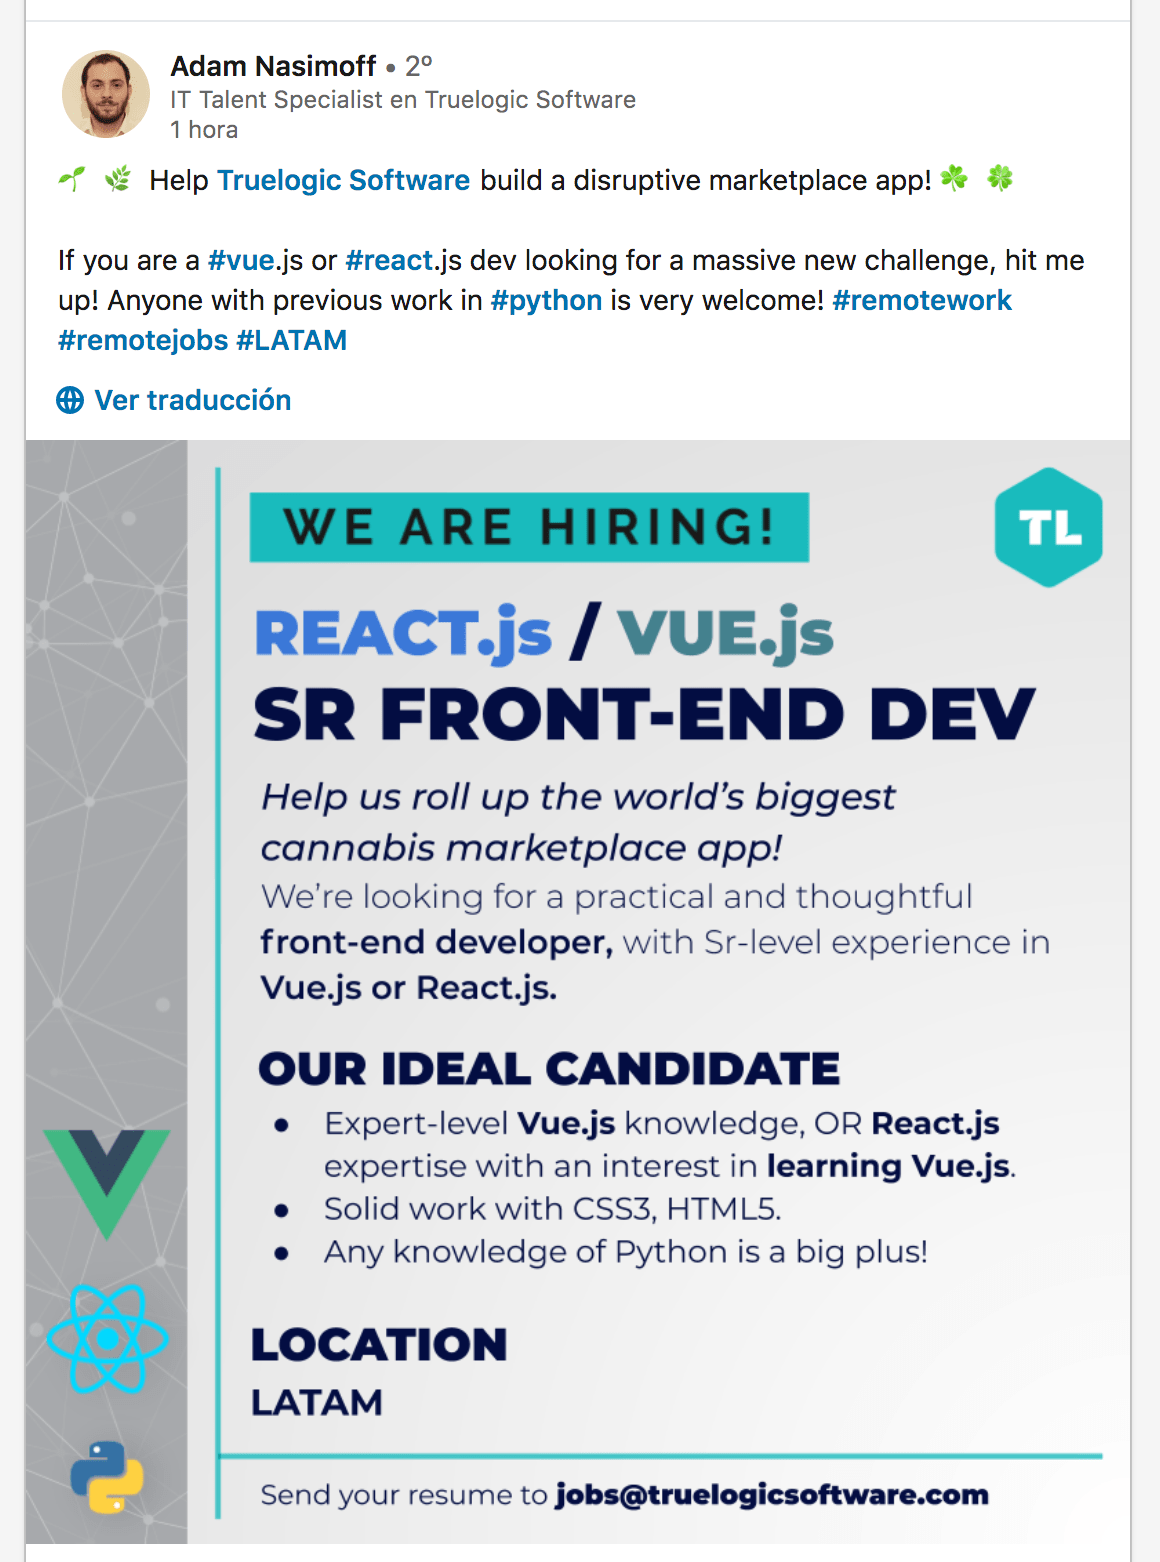 Adam Nasimoff • 2º
IT Talent Specialist en Truelogic Software
1 hora
Help Truelogic Software build a disruptive marketplace app!
If you are a #vue.js or #react.js dev looking for a massive new challenge, hit me
up! Anyone with previous work in #python is very welcome! #remotework
#remotejobs #LATAM
Ver traducción
WE ARE HIRING!
TL
REACT.js / VUE.js
SR FRONT-END DEV
Help us roll up the world's biggest
cannabis marketplace app!
We're looking for a practical and thoughtful
front-end developer, with Sr-level experience in
Vue.js or React.js.
OUR IDEAL CANDIDATE
● Expert-level Vue.js knowledge, OR React.js
expertise with an interest in learning Vue.js.
● Solid work with CSS3, HTML5.
● Any knowledge of Python is a big plus!
LOCATION
LATAM
Send your resume to jobs@truelogicsoftware.com